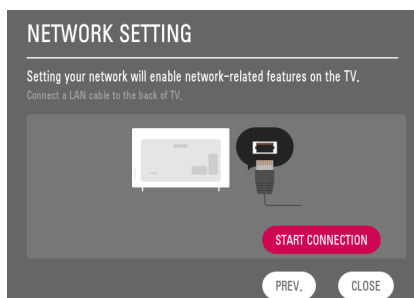 NETWORK SETTING
Setting your network will enable network-related features on the TV.
Connect a LAN cable to the back of TV.
START CONNECTION
PREV.
CLOSE